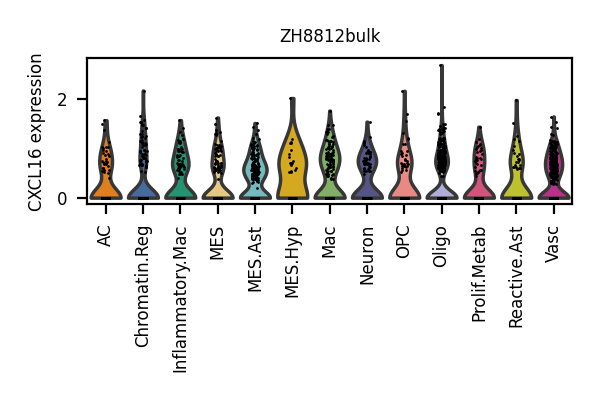 ZH8812bulk
CXCL16 expression
2
0
AC
Chromatin.Reg
Inflammatory.Mac
MES
MES.Ast
MES.Hyp
Mac
Neuron
OPC
Oligo
Prolif.Metab
Reactive.Ast
Vasc